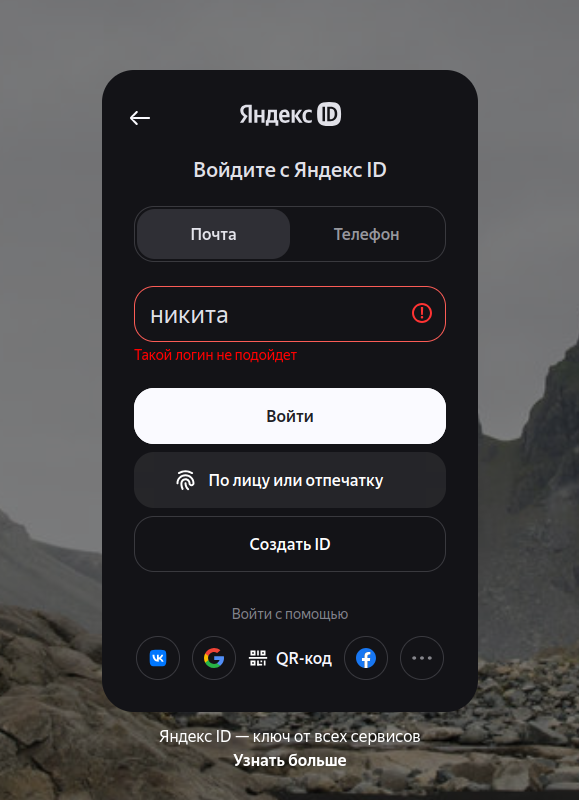 Яндекс ID
Войдите с Яндекс ID
Почта Телефон
никита
Такой логин не подойдет
Войти
По лицу или отпечатку
Создать ID
Войти с помощью
QR-код
Яндекс ID — ключ от всех сервисов
Узнать больше